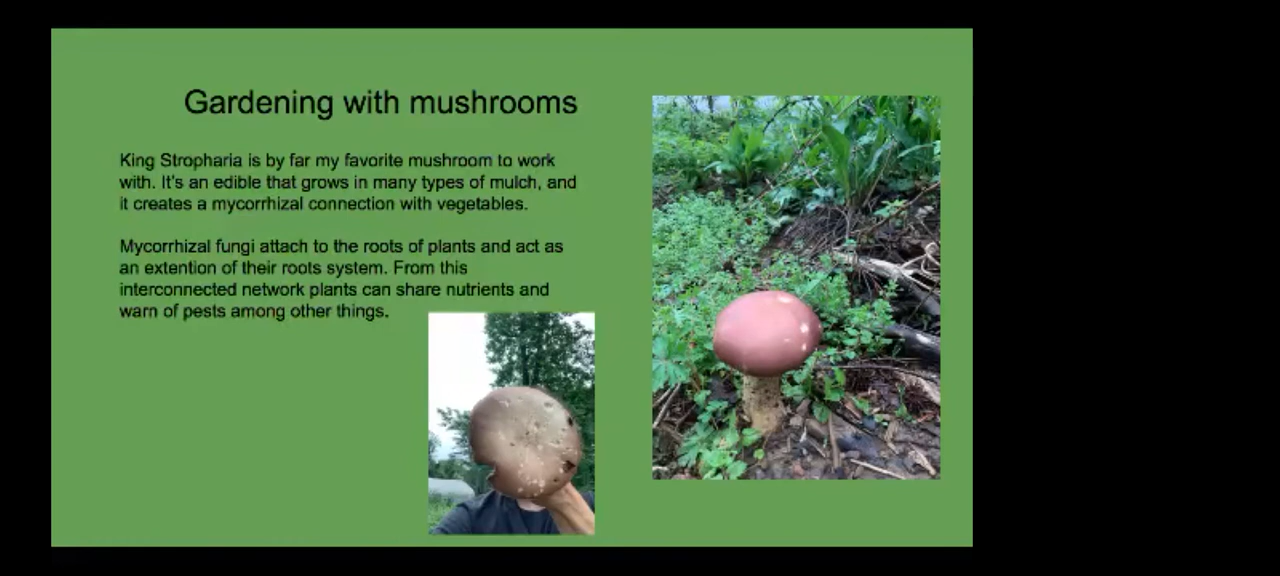 Gardening with mushrooms
King Stropharia is by far my favorite mushroom to work
with. It's an edible that grows in many types of mulch, and
it creates a mycorrhizal connection with vegetables.
Mycorrhizal fungi attach to the roots of plants and act as
an extention of their roots system. From this
interconnected network plants can share nutrients and
warn of pests among other things.